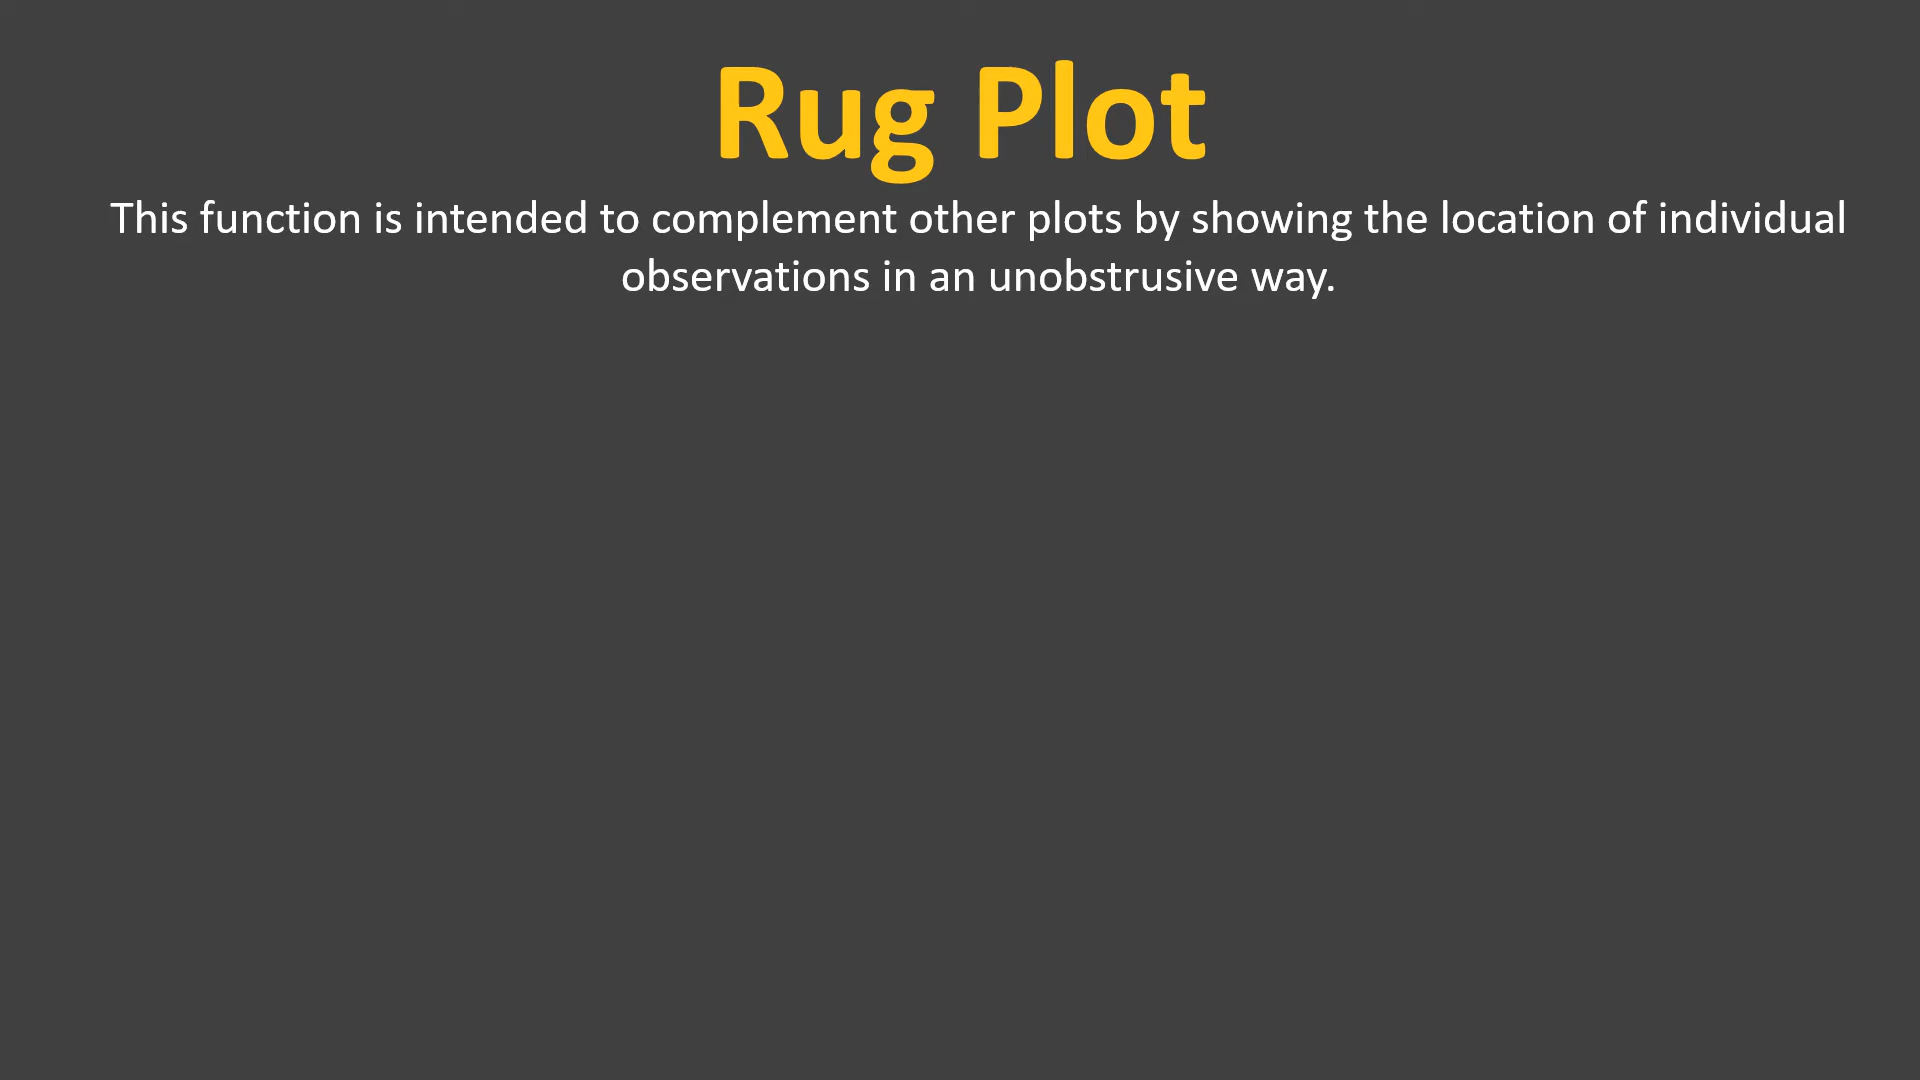 Rug Plot
This function is intended to complement other plots by showing the location of individual
observations in an unobstrusive way.